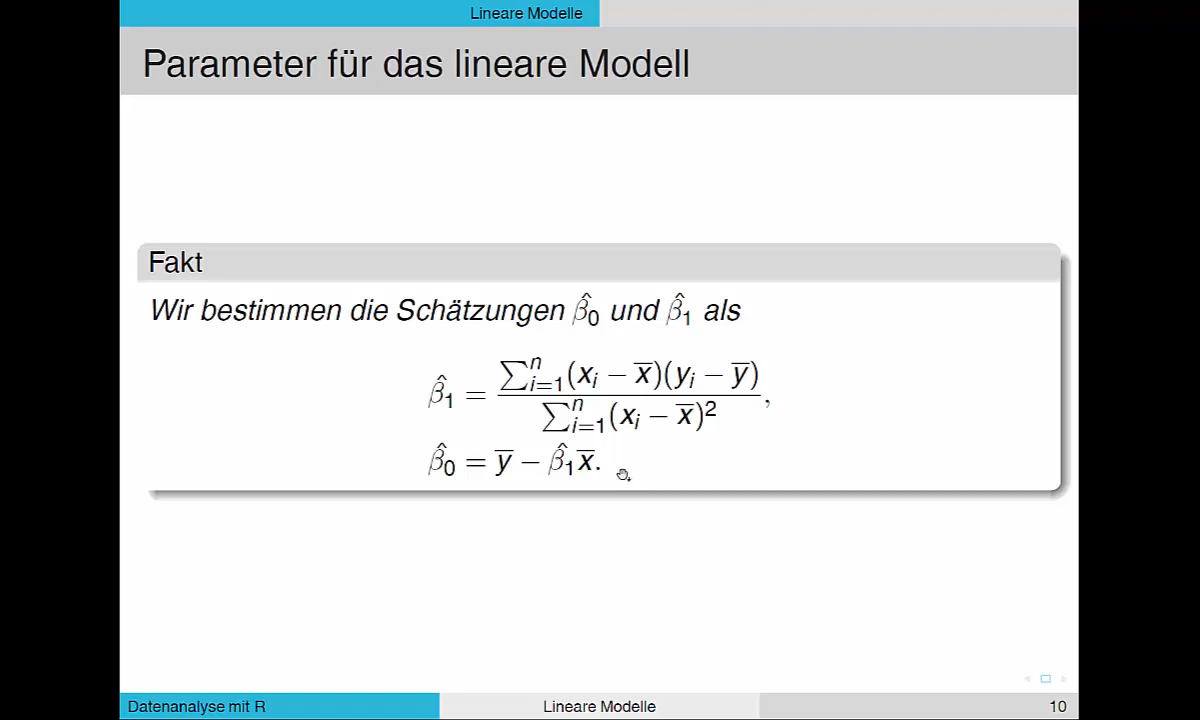 Lineare Modelle
Parameter für das lineare Modell
Fakt
Wir bestimmen die Schätzungen β̂₀ und β̂₁ als
β̂₁ = ∑ⁿᵢ₌₁(xᵢ − x̅)(yᵢ − y̅) / ∑ⁿᵢ₌₁(xᵢ − x̅)²,
β̂₀ = y̅ − β̂₁x̅.
Datenanalyse mit R Lineare Modelle 10